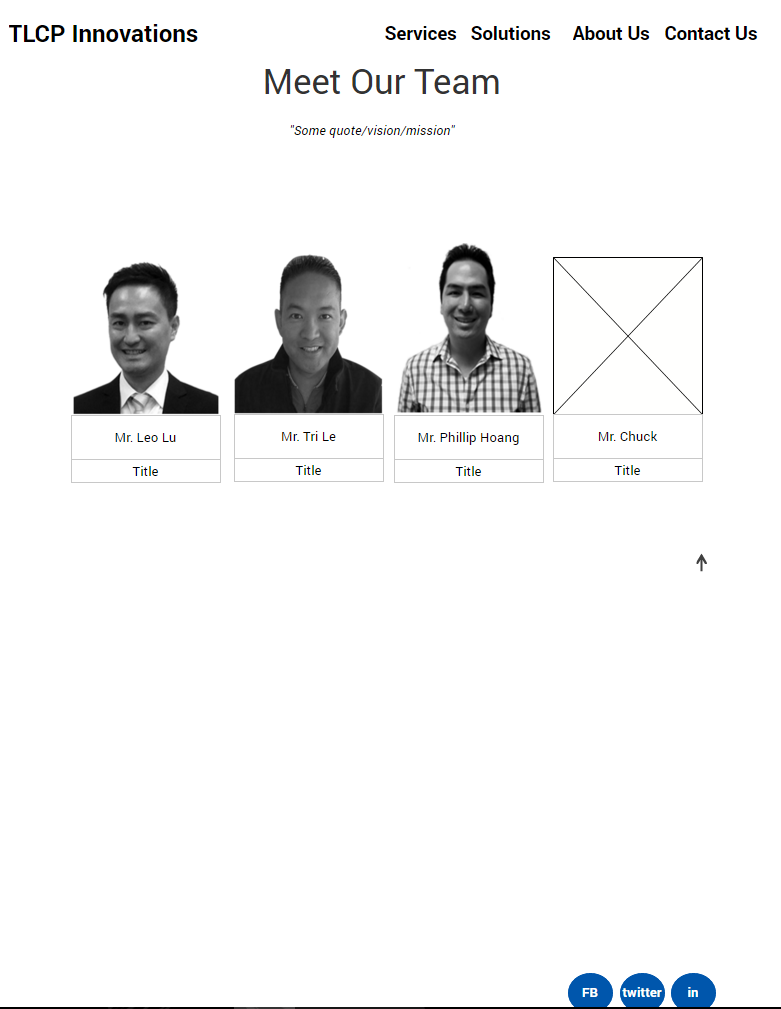 TLCP Innovations Services Solutions About Us Contact Us
Meet Our Team
"Some quote/vision/mission"
Mr. Leo Lu Mr. Tri Le Mr. Phillip Hoang Mr. Chuck
Title Title Title Title
FB twitter in